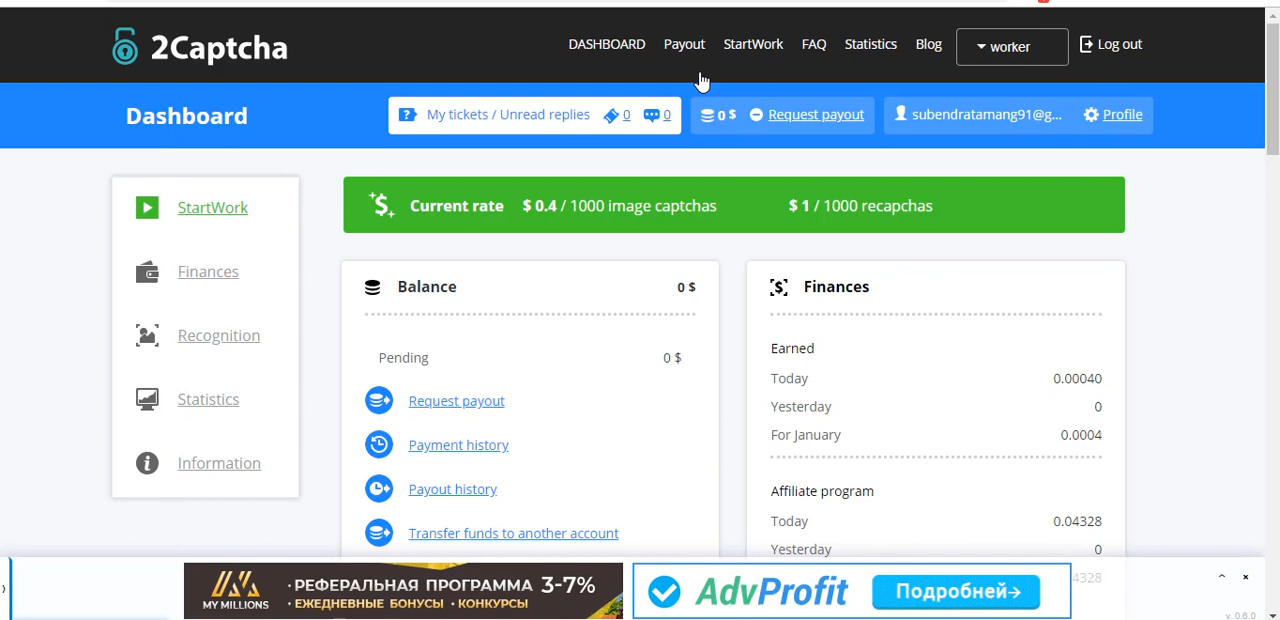 2Captcha
DASHBOARD Payout StartWork FAQ Statistics Blog worker Log out
Dashboard
My tickets / Unread replies 0 0
0 $ Request payout
subendratamang91@g... Profile
StartWork
Finances
Recognition
Statistics
Information
Current rate $ 0.4 / 1000 image captchas $ 1 / 1000 recapchas
Balance 0 $
Pending 0 $
Request payout
Payment history
Payout history
Transfer funds to another account
Finances
Earned
Today 0.00040
Yesterday 0
For January 0.0004
Affiliate program
Today 0.04328
Yesterday 0
4328
MY MILLIONS
· РЕФЕРАЛЬНАЯ ПРОГРАММА 3-7%
· ЕЖЕДНЕВНЫЕ БОНУСЫ · КОНКУРСЫ
AdvProfit Подробней→
v. 0.6.0